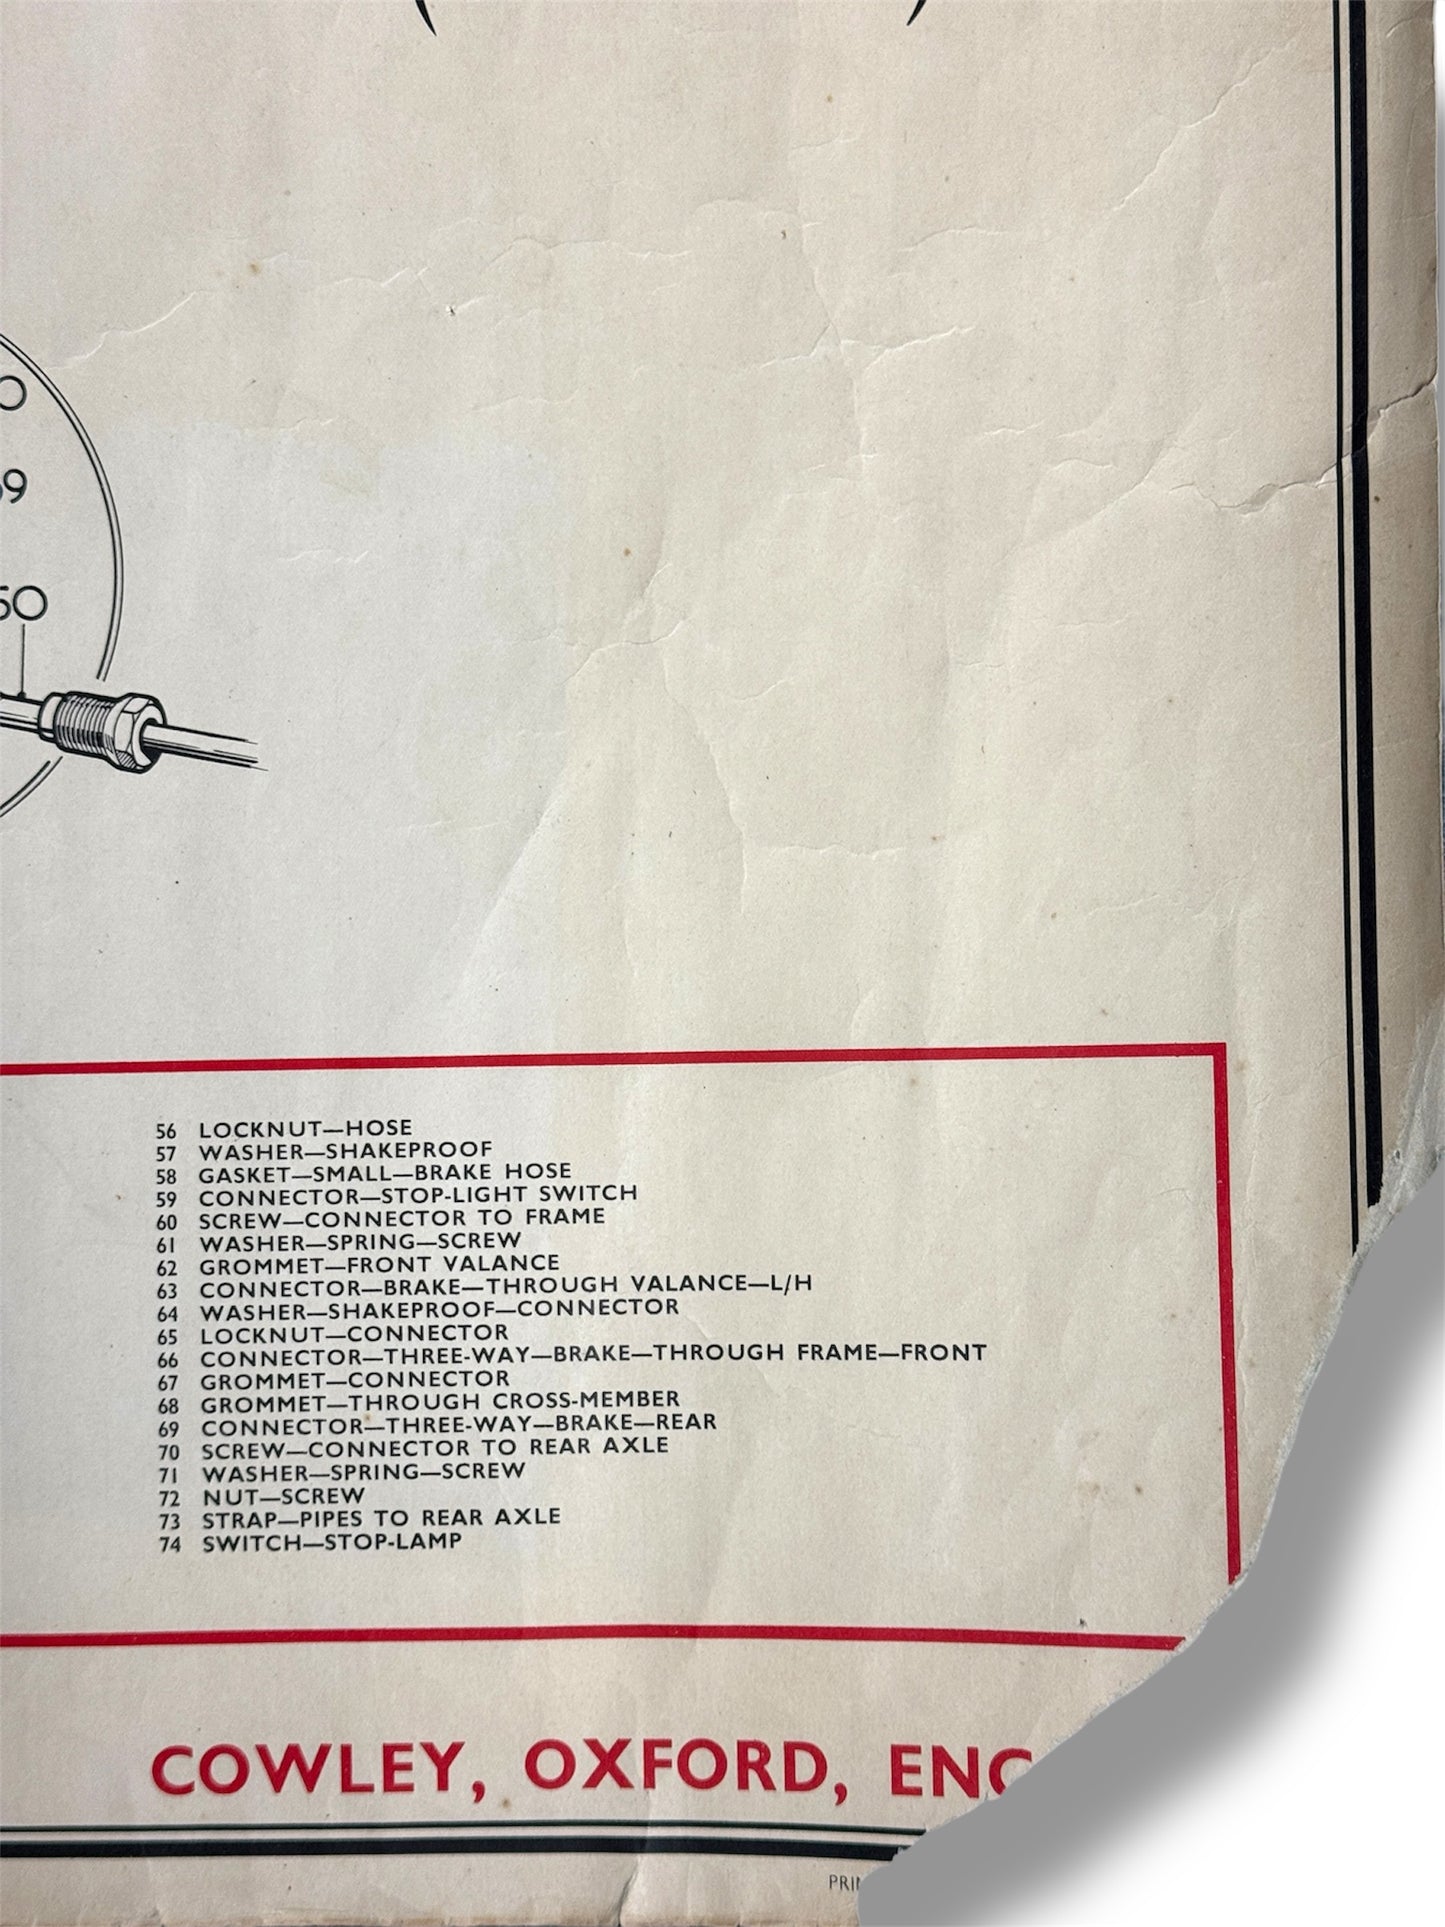 50
56 LOCKNUT—HOSE
57 WASHER—SHAKEPROOF
58 GASKET—SMALL—BRAKE HOSE
59 CONNECTOR—STOP-LIGHT SWITCH
60 SCREW—CONNECTOR TO FRAME
61 WASHER—SPRING—SCREW
62 GROMMET—FRONT VALANCE
63 CONNECTOR—BRAKE—THROUGH VALANCE—L/H
64 WASHER—SHAKEPROOF—CONNECTOR
65 LOCKNUT—CONNECTOR
66 CONNECTOR—THREE-WAY—BRAKE—THROUGH FRAME—FRONT
67 GROMMET—CONNECTOR
68 GROMMET—THROUGH CROSS-MEMBER
69 CONNECTOR—THREE-WAY—BRAKE—REAR
70 SCREW—CONNECTOR TO REAR AXLE
71 WASHER—SPRING—SCREW
72 NUT—SCREW
73 STRAP—PIPES TO REAR AXLE
74 SWITCH—STOP-LAMP
COWLEY, OXFORD, ENG
PRIN